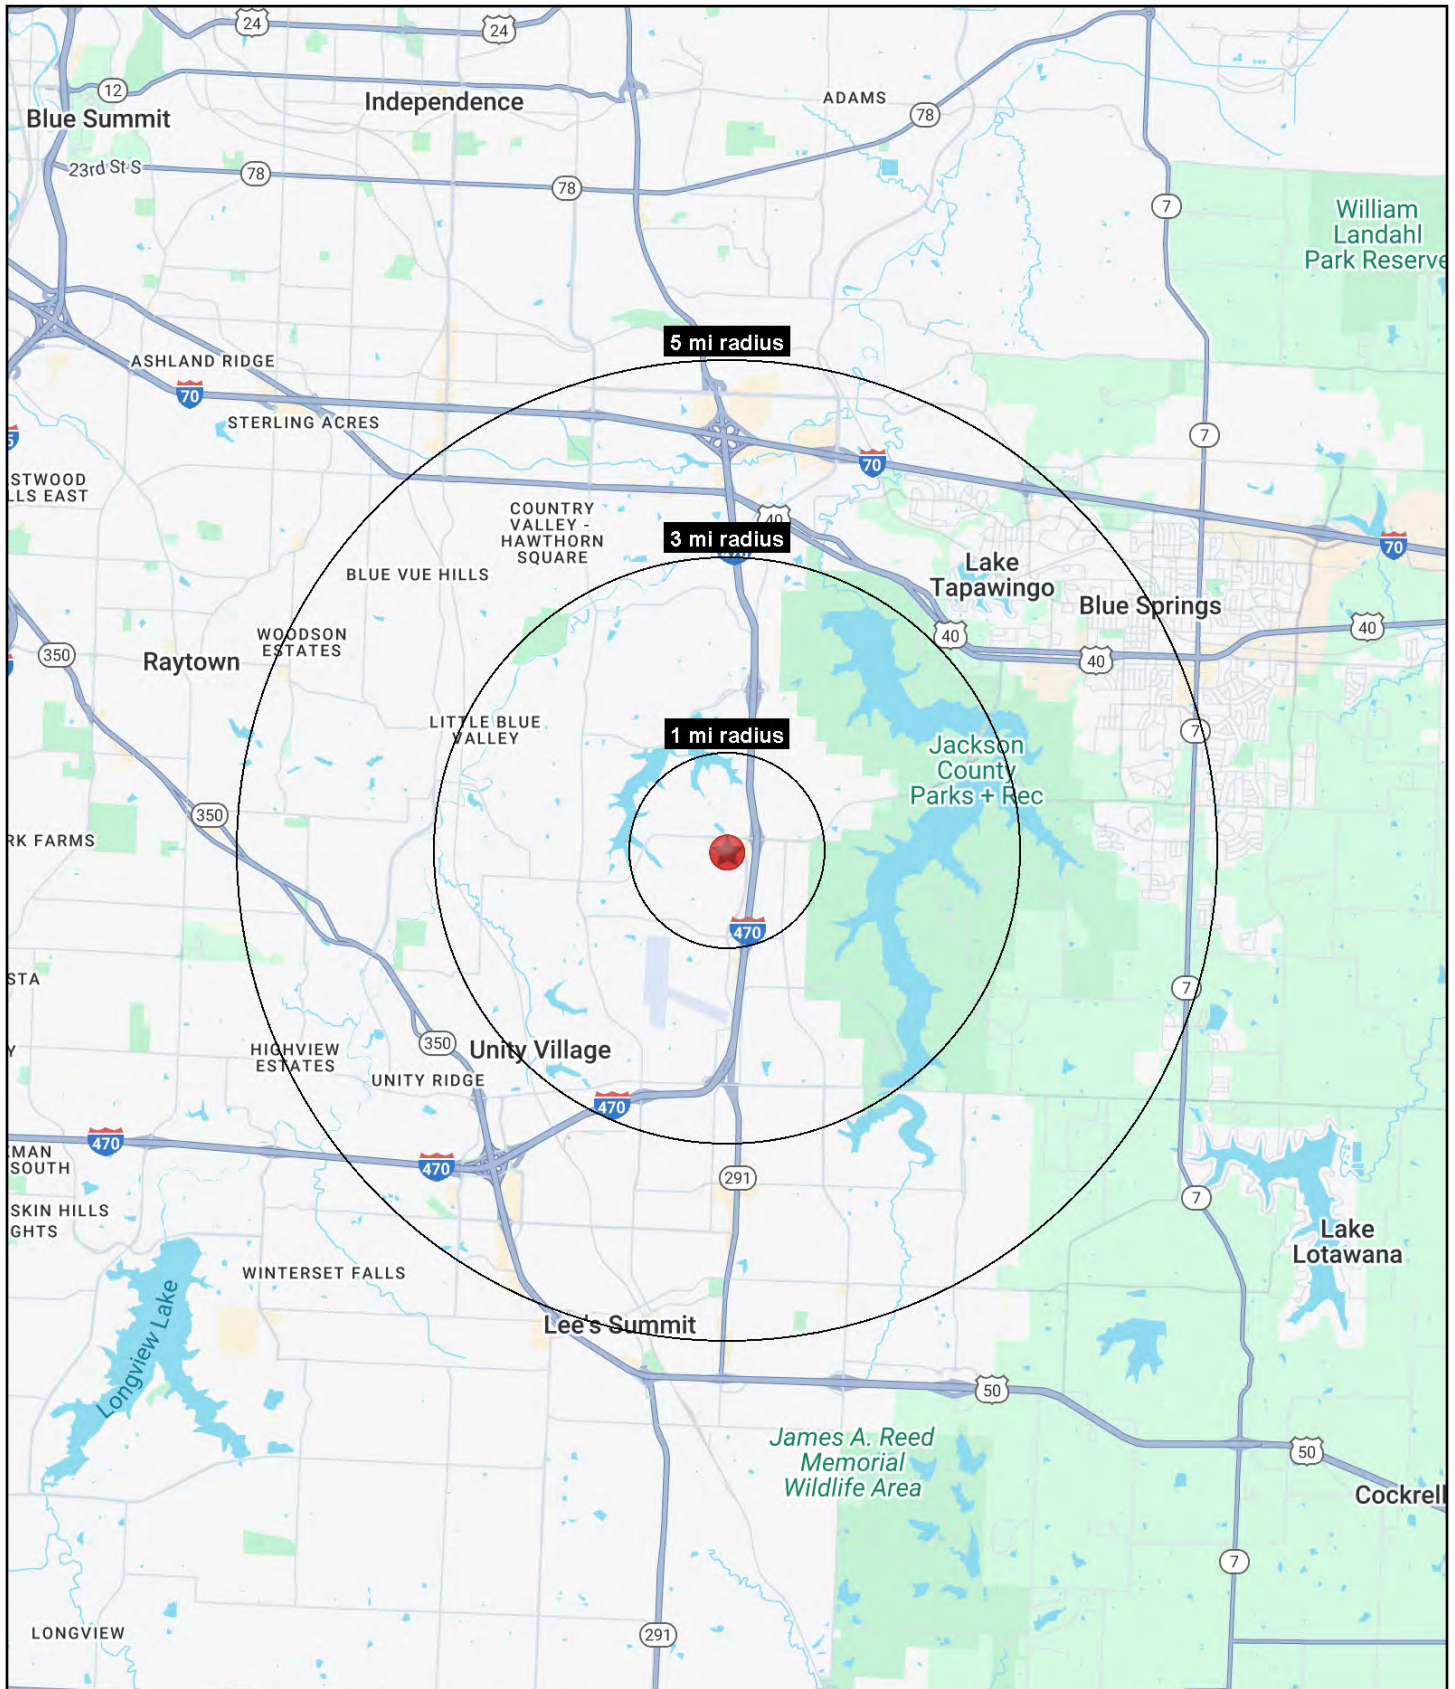 24
24
12
Independence
ADAMS
78
Blue Summit
23rd St S
78
78
7
William
Landahl
Park Reserve
5 mi radius
ASHLAND RIDGE
70
STERLING ACRES
7
70
STWOOD
LLS EAST
COUNTRY
VALLEY -
HAWTHORN
SQUARE
40
3 mi radius
70
Lake
Tapawingo
BLUE VUE HILLS
Blue Springs
WOODSON
ESTATES
40
40
40
350
Raytown
LITTLE BLUE
VALLEY
1 mi radius
7
Jackson
County
Parks + Rec
350
RK FARMS
470
STA
7
Y
350
Unity Village
HIGHVIEW
ESTATES
UNITY RIDGE
470
470
470
KMAN
SOUTH
291
7
SKIN HILLS
GHTS
Lake
Lotawana
WINTERSET FALLS
Longview Lake
Lee's Summit
50
James A. Reed
Memorial
Wildlife Area
50
Cockrell
7
LONGVIEW
291